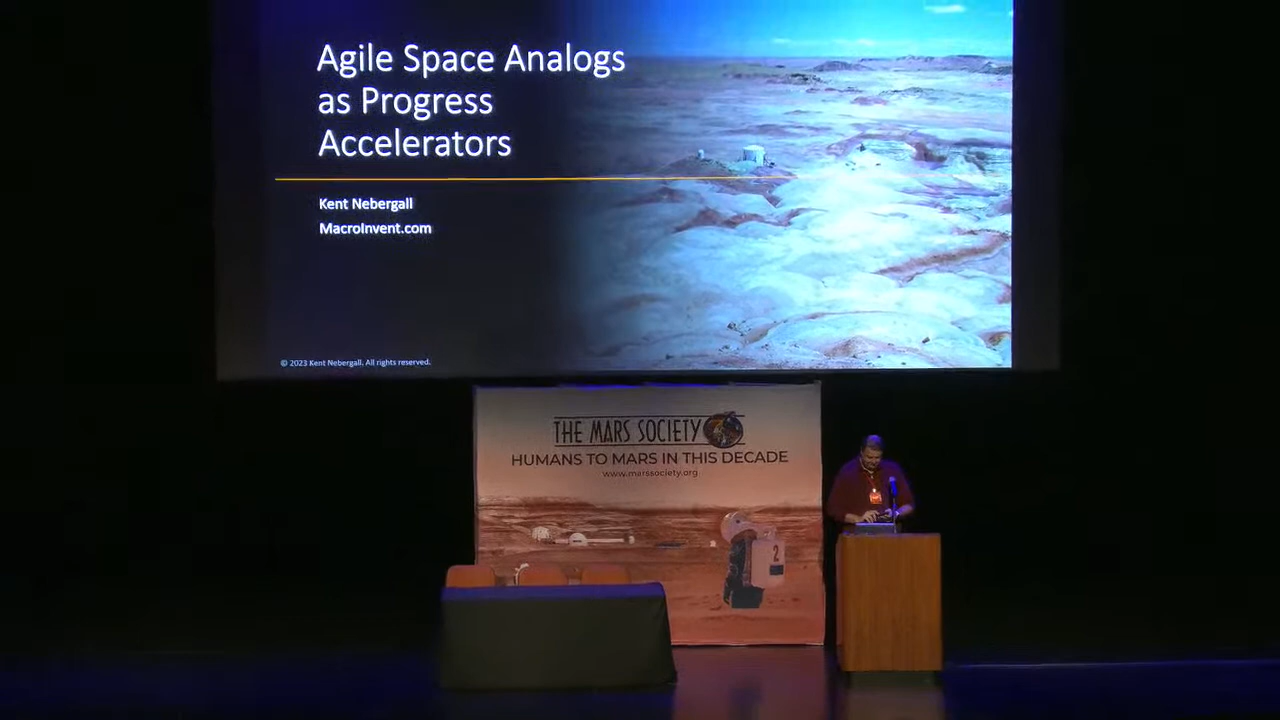 Agile Space Analogs
as Progress
Accelerators
Kent Nebergall
MacroInvent.com
© 2023 Kent Nebergall. All rights reserved.
THE MARS SOCIETY
HUMANS TO MARS IN THIS DECADE
www.marssociety.org
2